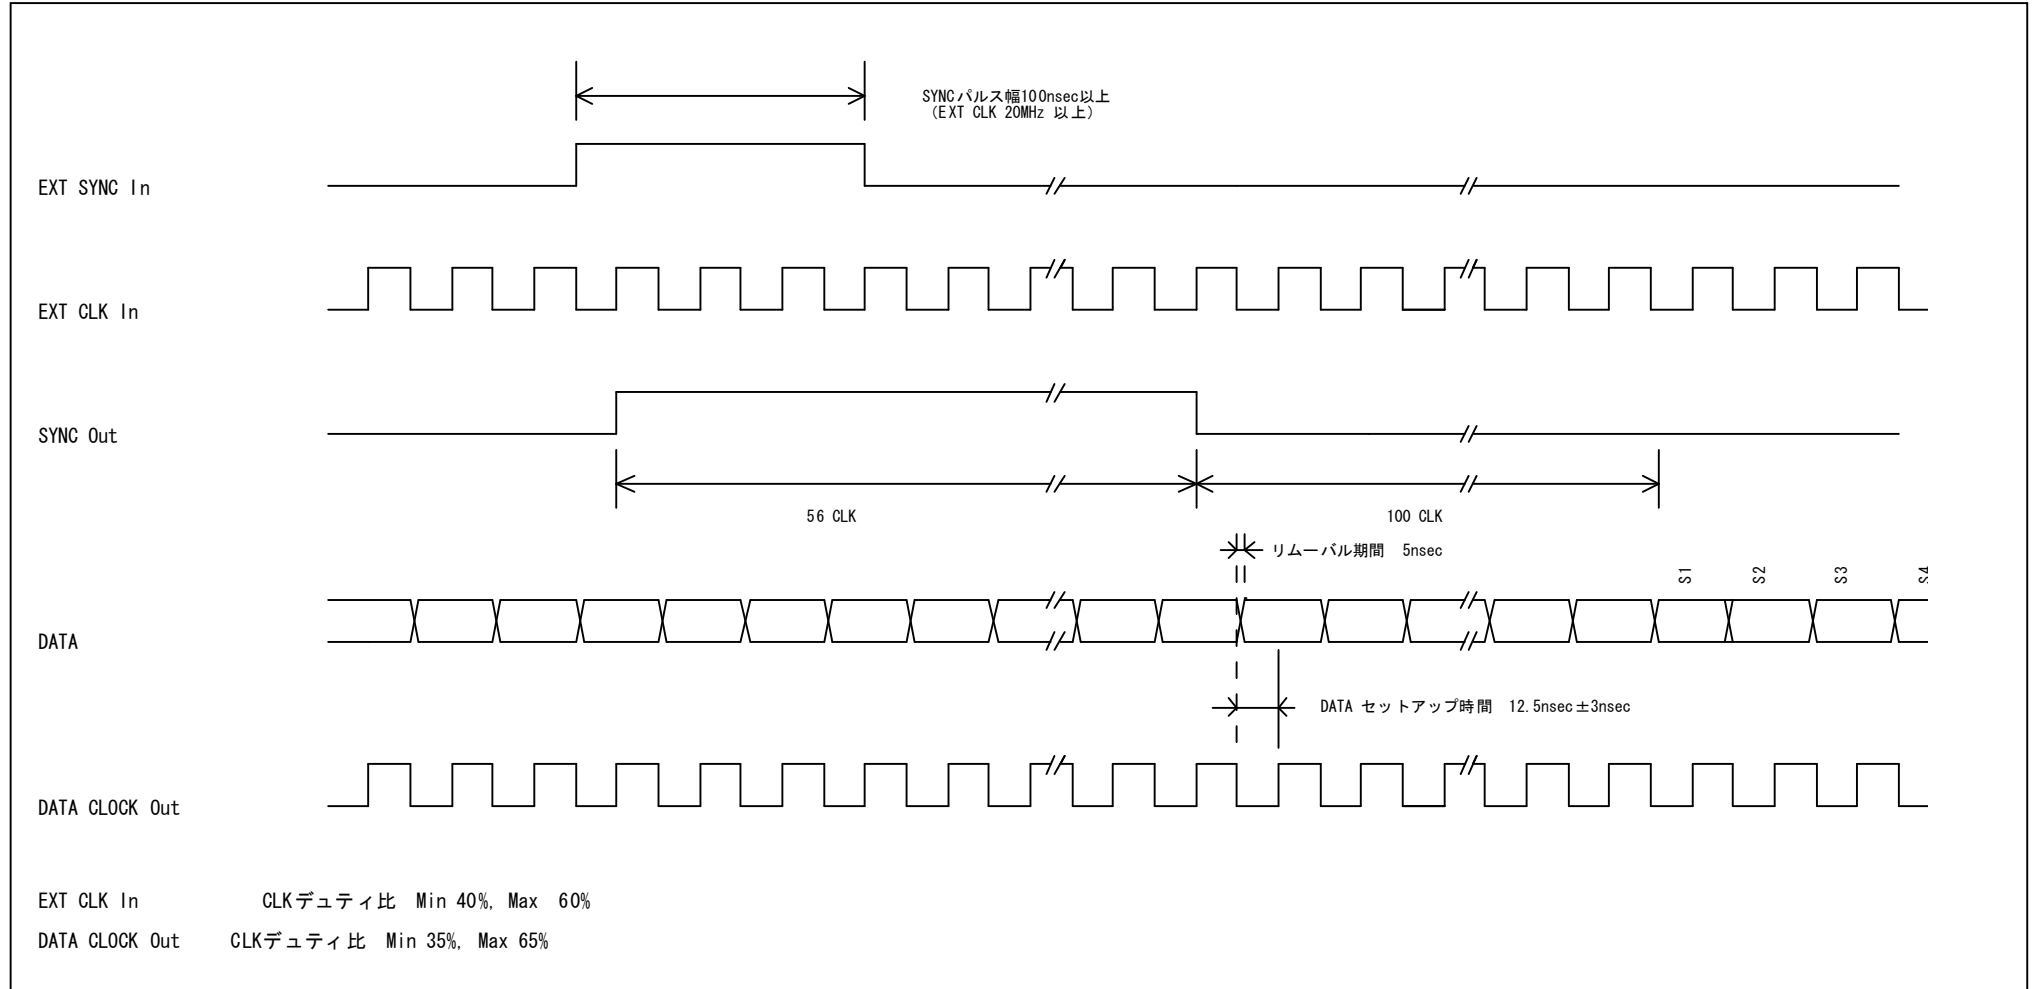 SYNCパルス幅100nsec以上
(EXT CLK 20MHz 以上)
EXT SYNC In
EXT CLK In
SYNC Out
56 CLK
100 CLK
リムーバル期間 5nsec
S1
S2
S3
S4
DATA
DATA セットアップ時間 12.5nsec±3nsec
DATA CLOCK Out
EXT CLK In CLKデュティ比 Min 40%, Max 60%
DATA CLOCK Out CLKデュティ比 Min 35%, Max 65%